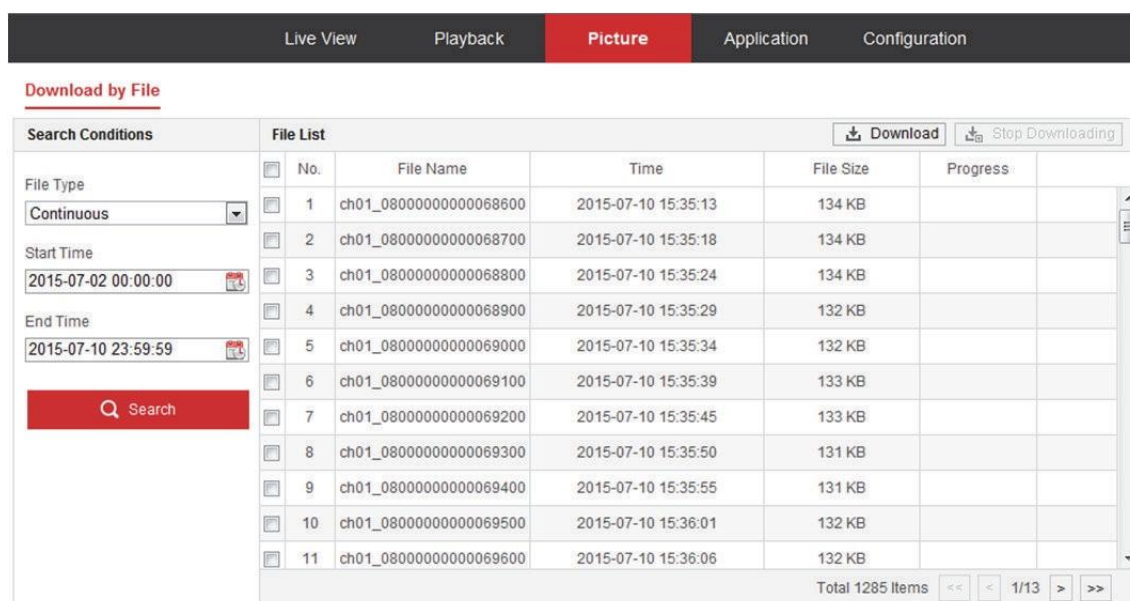 Live View Playback Picture Application Configuration
Download by File
Search Conditions
File Type
Continuous
Start Time
2015-07-02 00:00:00
End Time
2015-07-10 23:59:59
Search
File List Download Stop Downloading
No. File Name Time File Size Progress
1 ch01_08000000000068600 2015-07-10 15:35:13 134 KB
2 ch01_08000000000068700 2015-07-10 15:35:18 134 KB
3 ch01_08000000000068800 2015-07-10 15:35:24 134 KB
4 ch01_08000000000068900 2015-07-10 15:35:29 132 KB
5 ch01_08000000000069000 2015-07-10 15:35:34 132 KB
6 ch01_08000000000069100 2015-07-10 15:35:39 133 KB
7 ch01_08000000000069200 2015-07-10 15:35:45 133 KB
8 ch01_08000000000069300 2015-07-10 15:35:50 131 KB
9 ch01_08000000000069400 2015-07-10 15:35:55 131 KB
10 ch01_08000000000069500 2015-07-10 15:36:01 132 KB
11 ch01_08000000000069600 2015-07-10 15:36:06 132 KB
Total 1285 Items << < 1/13 > >>